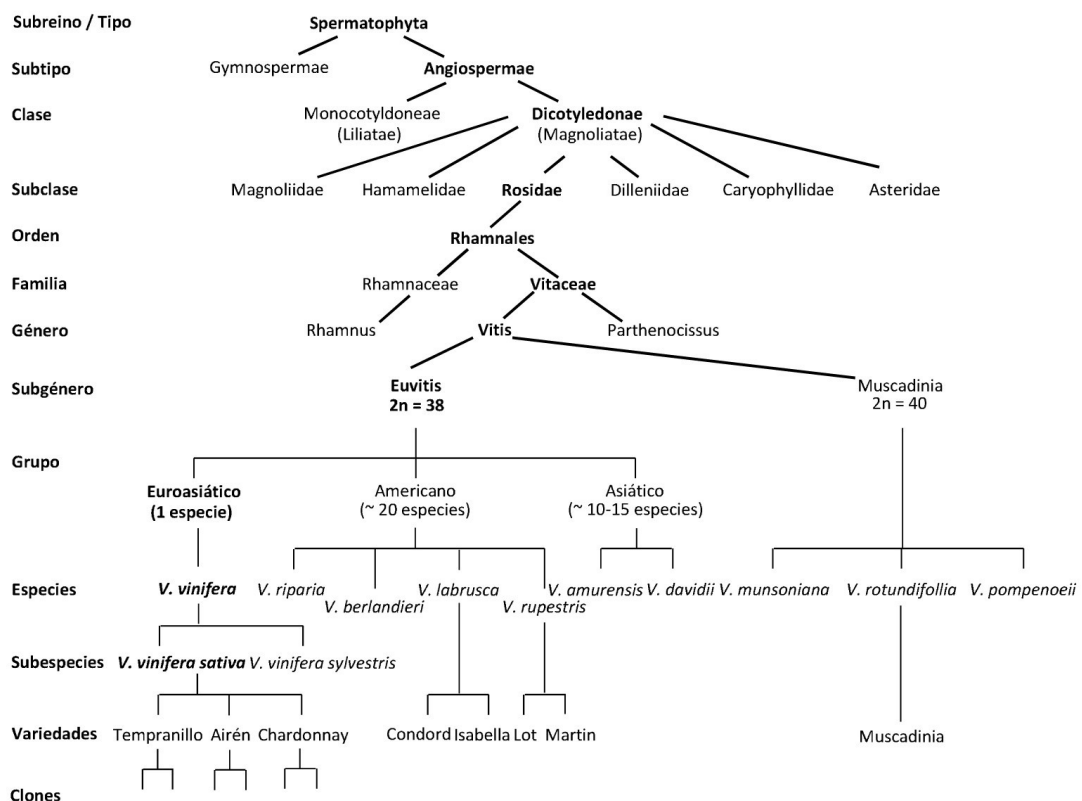 Subreino / Tipo Spermatophyta
Subtipo Gymnospermae Angiospermae
Clase Monocotyldoneae Dicotyledonae
(Liliatae) (Magnoliatae)
Subclase Magnoliidae Hamamelidae Rosidae Dilleniidae Caryophyllidae Asteridae
Orden Rhamnales
Familia Rhamnaceae Vitaceae
Género Rhamnus Vitis Parthenocissus
Subgénero Euvitis Muscadinia
2n = 38 2n = 40
Grupo
Euroasiático Americano Asiático
(1 especie) (~ 20 especies) (~ 10-15 especies)
Especies V. vinifera V. riparia V. labrusca V. amurensis V. davidii V. munsoniana V. rotundifollia V. pompenoeii
V. berlandieri V. rupestris
Subespecies V. vinifera sativa V. vinifera sylvestris
Variedades Tempranillo Airén Chardonnay Condord Isabella Lot Martin Muscadinia
Clones